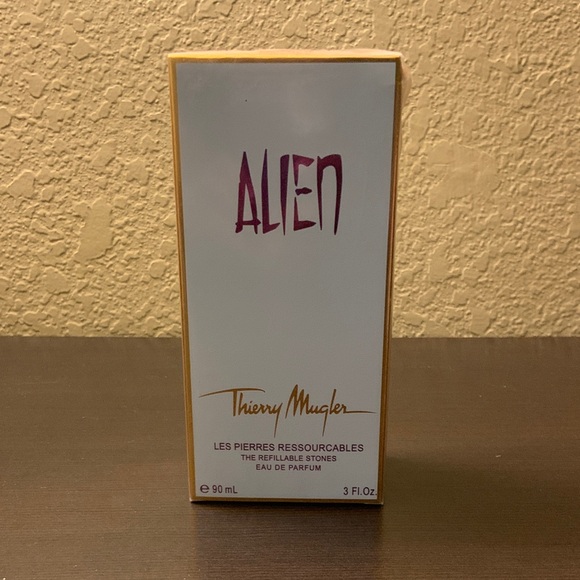 ALIEN
Thierry Mugler
LES PIERRES RESSOURCABLES
THE REFILLABLE STONES
EAU DE PARFUM
℮ 90 mL 3 Fl.Oz.